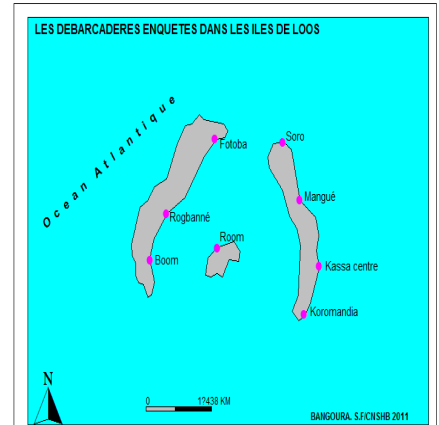 LES DEBARCADERES ENQUETES DANS LES ILES DE LOOS
Ocean Atlantique
Fotoba
Soro
Mangué
Rogbanné
Room
Boom
Kassa centre
Koromandia
N
0 17438 KM
BANGOURA. S.F/CNSHB 2011